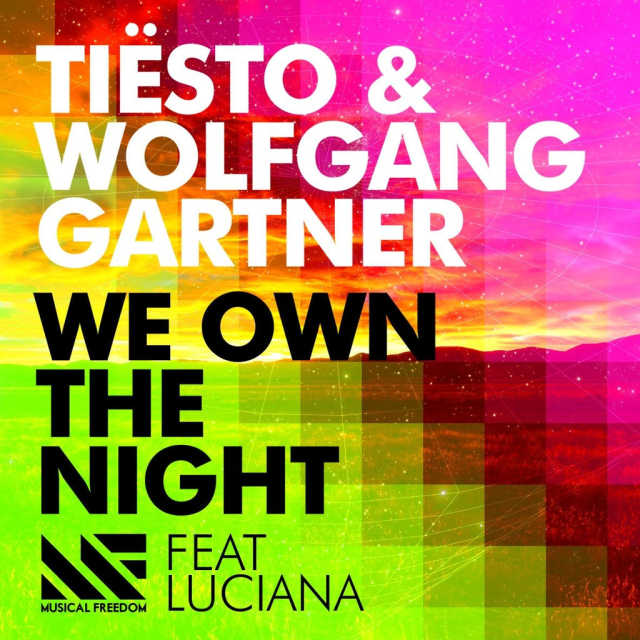 TIËSTO &
WOLFGANG
GARTNER
WE OWN
THE
NIGHT
FEAT
LUCIANA
MUSICAL FREEDOM